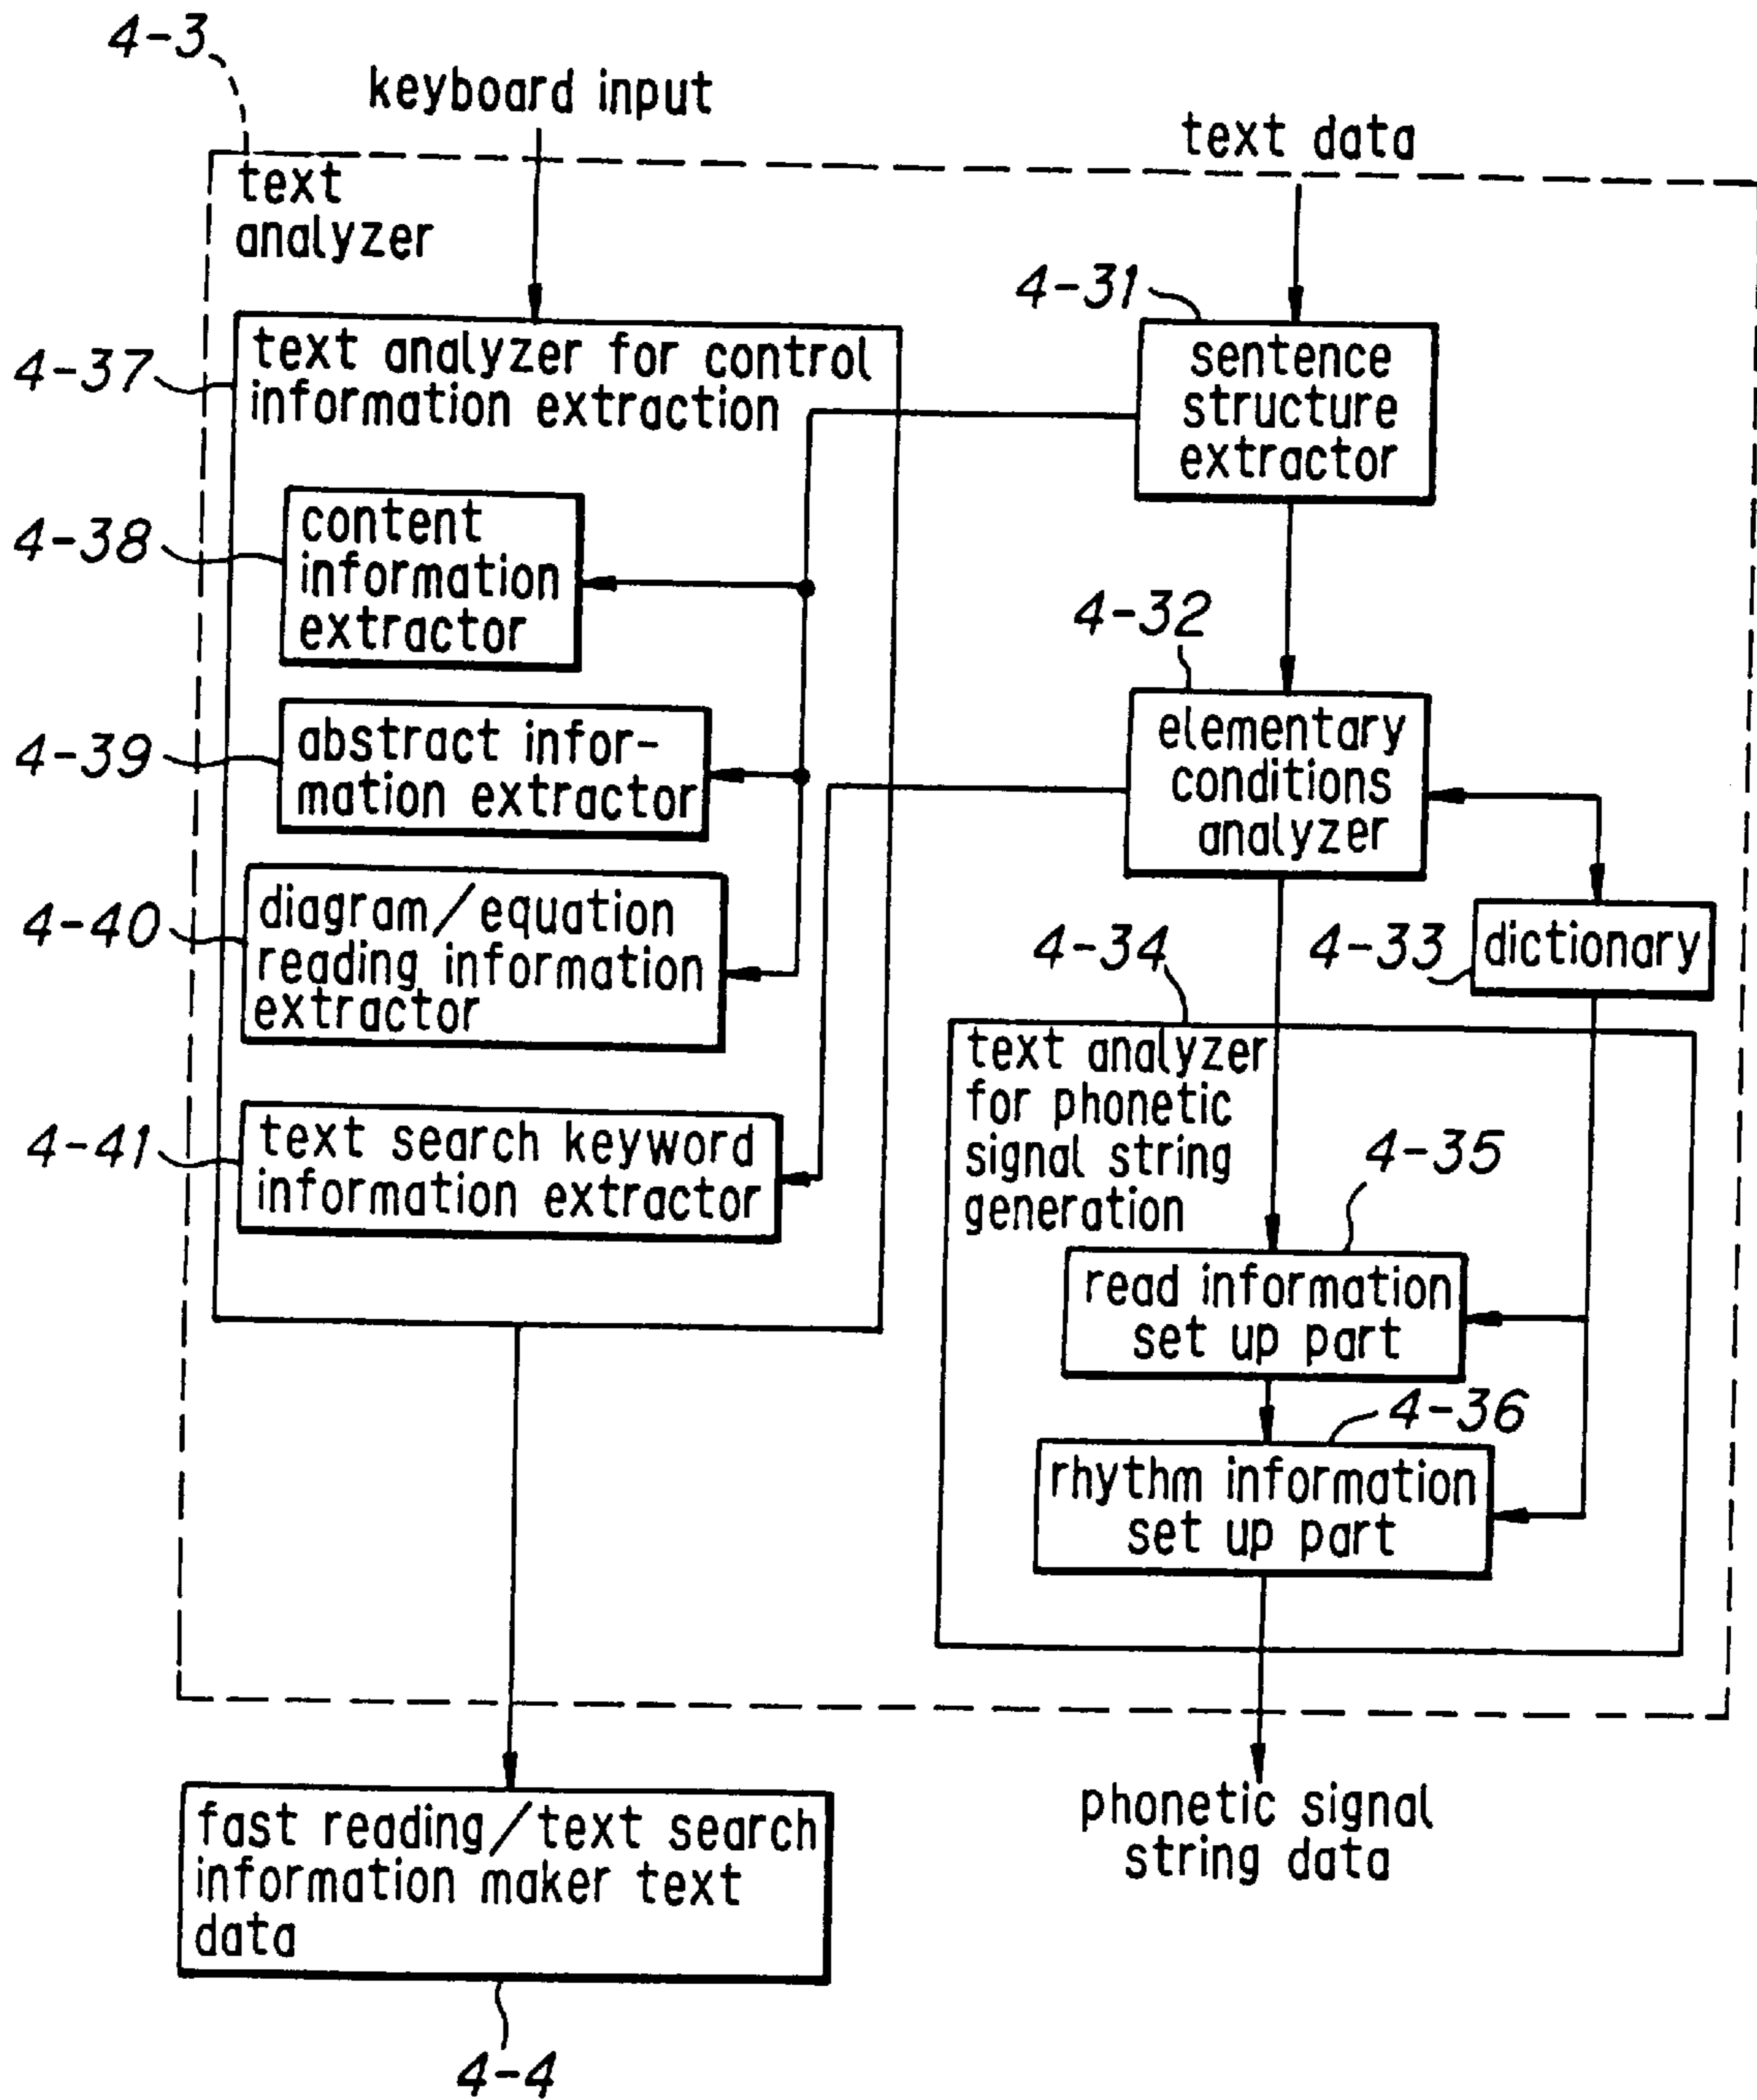 4-3
keyboard input
text data
text
analyzer
4-31
4-37
text analyzer for control
information extraction
sentence
structure
extractor
4-38
content
information
extractor
4-32
4-39
abstract infor-
mation extractor
elementary
conditions
analyzer
4-40
diagram/equation
reading information
extractor
4-34
4-33
dictionary
text analyzer
for phonetic
signal string
generation
4-41
text search keyword
information extractor
4-35
read information
set up part
4-36
rhythm information
set up part
fast reading/text search
information maker text
data
phonetic signal
string data
4-4